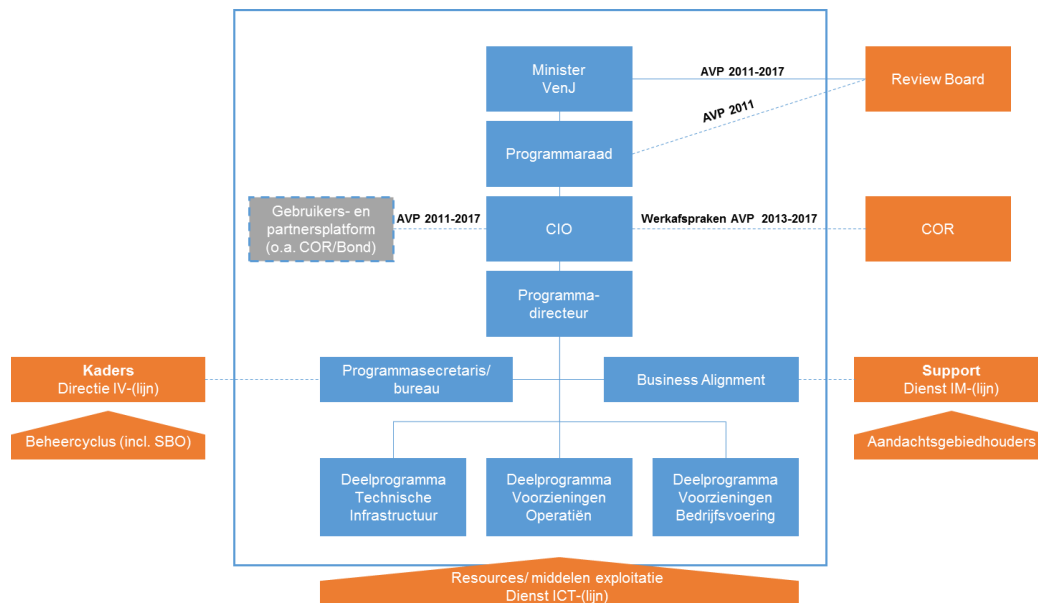 Minister
VenJ
AVP 2011-2017
Review Board
AVP 2011
Programmaraad
Gebruikers- en
partnersplatform
(o.a. COR/Bond)
AVP 2011-2017
CIO
Werkafspraken AVP 2013-2017
COR
Programma-
directeur
Kaders
Directie IV-(lijn)
Programmasecretaris/
bureau
Business Alignment
Support
Dienst IM-(lijn)
Beheercyclus (incl. SBO)
Aandachtsgebiedhouders
Deelprogramma
Technische
Infrastructuur
Deelprogramma
Voorzieningen
Operatiën
Deelprogramma
Voorzieningen
Bedrijfsvoering
Resources/ middelen exploitatie
Dienst ICT-(lijn)